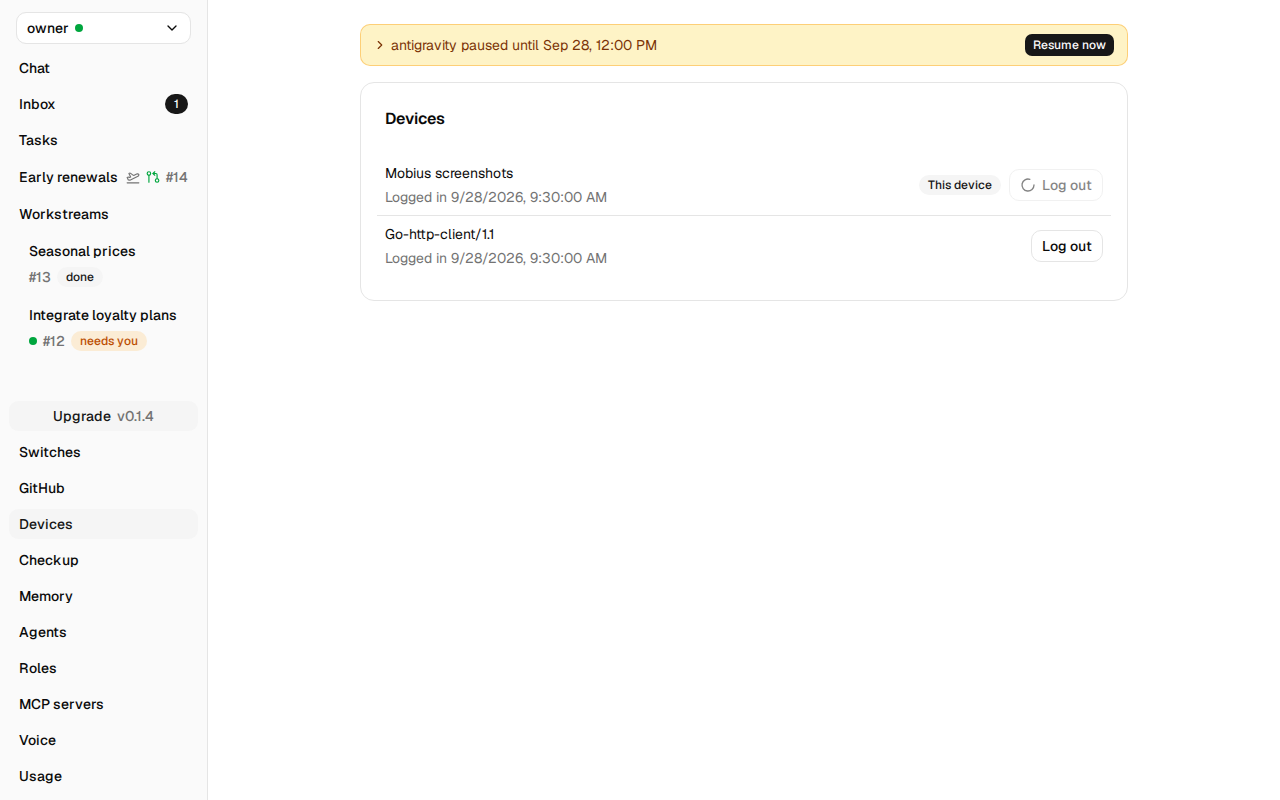 owner
Chat
Inbox 1
Tasks
Early renewals #14
Workstreams
Seasonal prices
#13 done
Integrate loyalty plans
#12 needs you
Upgrade v0.1.4
Switches
GitHub
Devices
Checkup
Memory
Agents
Roles
MCP servers
Voice
Usage
antigravity paused until Sep 28, 12:00 PM Resume now
Devices
Mobius screenshots
Logged in 9/28/2026, 9:30:00 AM
This device Log out
Go-http-client/1.1
Logged in 9/28/2026, 9:30:00 AM
Log out